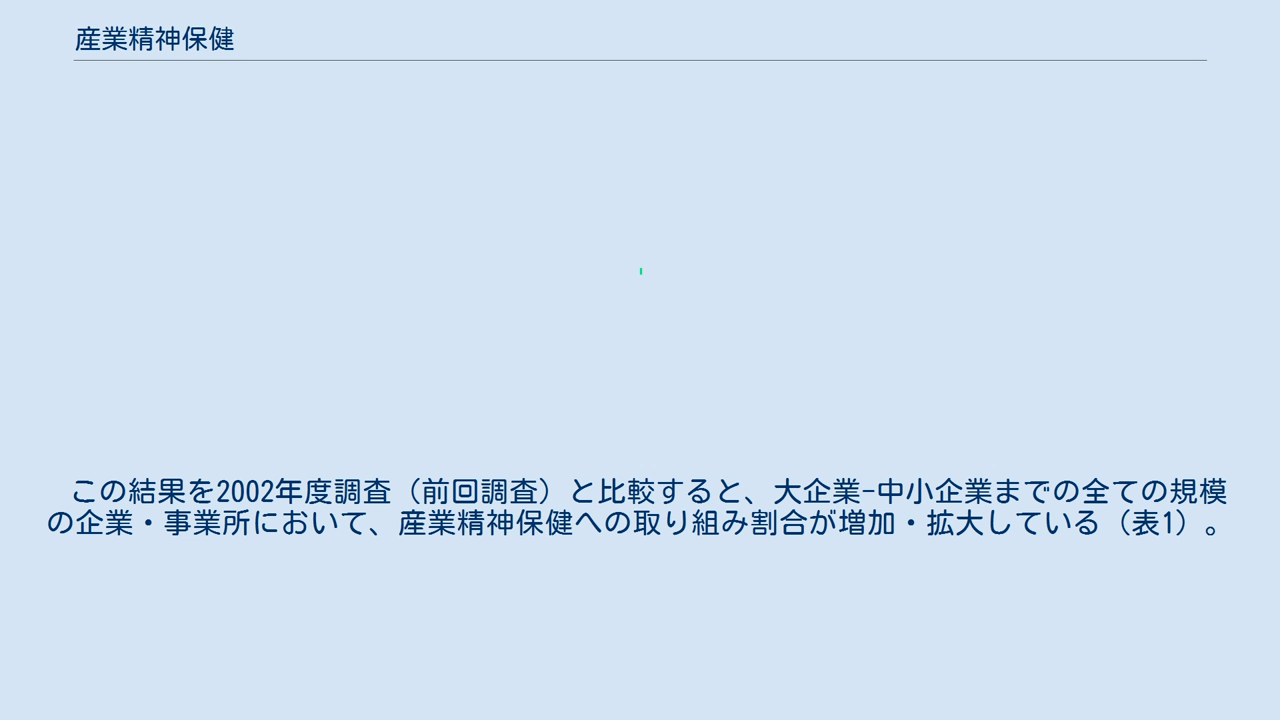 産業精神保健
この結果を2002年度調査（前回調査）と比較すると、大企業-中小企業までの全ての規模
の企業・事業所において、産業精神保健への取り組み割合が増加・拡大している（表1）。